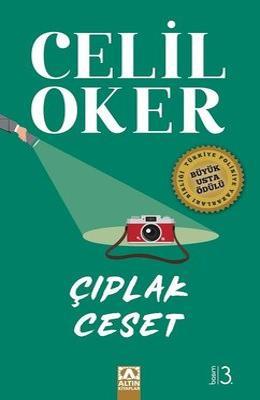 CELİL
OKER
TÜRKİYE POLİSİYE YAZARLARI BİRLİĞİ
BÜYÜK
USTA
ÖDÜLÜ
ÇIPLAK
CESET
ALTIN
KİTAPLAR
basım 3.